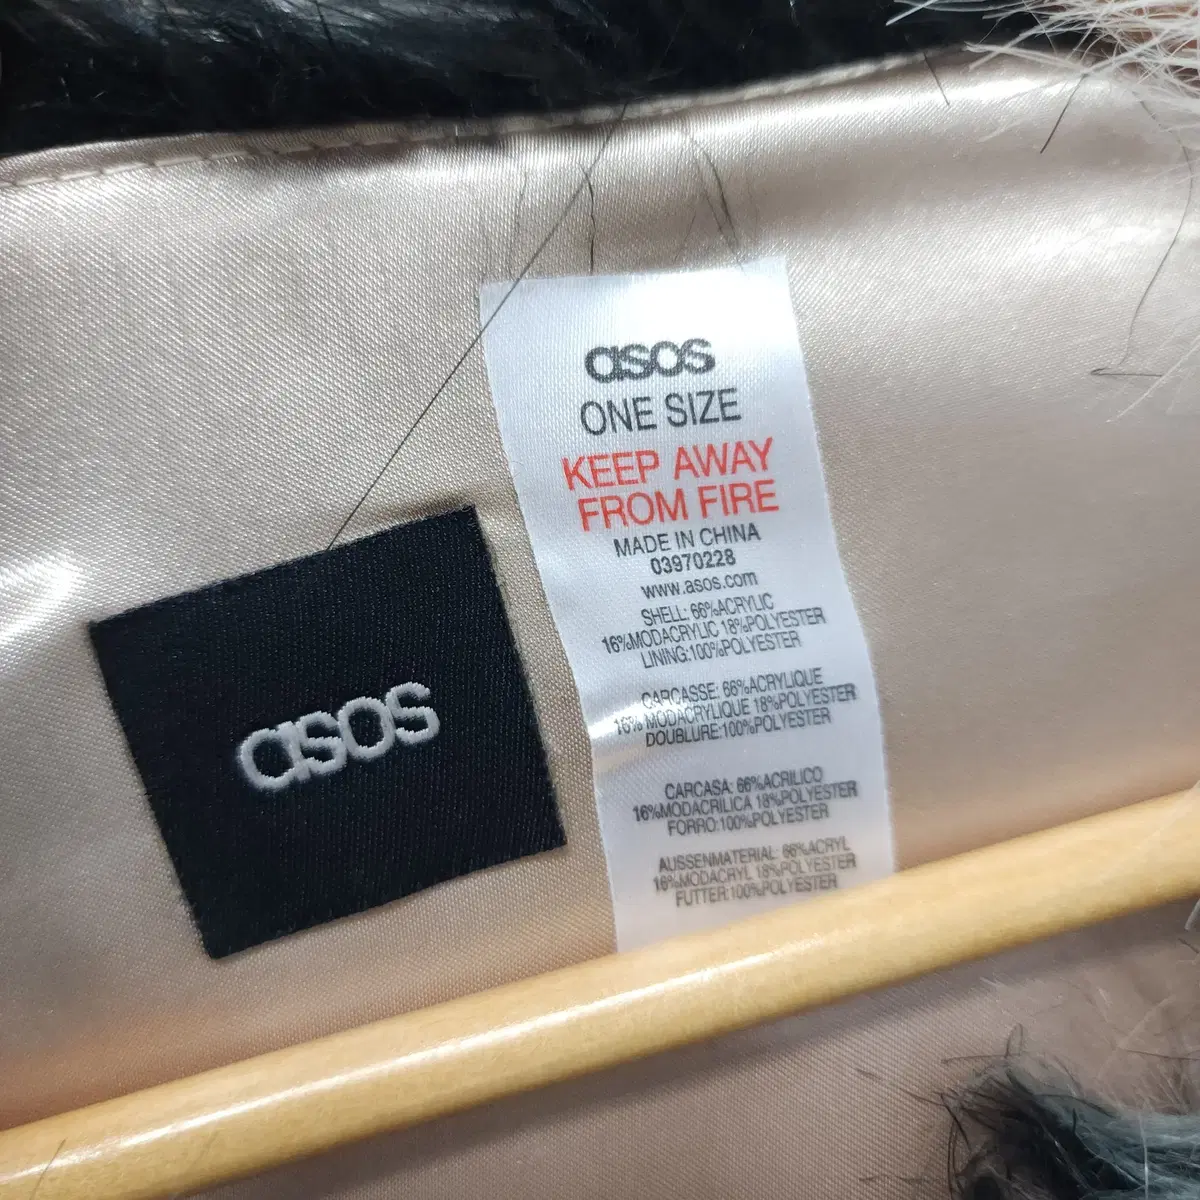 asos
ONE SIZE
KEEP AWAY
FROM FIRE
MADE IN CHINA
03970228
www.asos.com
SHELL: 66%ACRYLIC
16%MODACRYLIC 18%POLYESTER
LINING:100%POLYESTER
CARCASSE: 66%ACRYLIQUE
16% MODACRYLIQUE 18%POLYESTER
DOUBLURE:100%POLYESTER
CARCASA: 66%ACRILICO
16%MODACRILICA 18%POLYESTER
FORRO:100%POLYESTER
AUSSENMATERIAL: 66%ACRYL
16%MODACRYL 18%POLYESTER
FUTTER:100%POLYESTER
asos